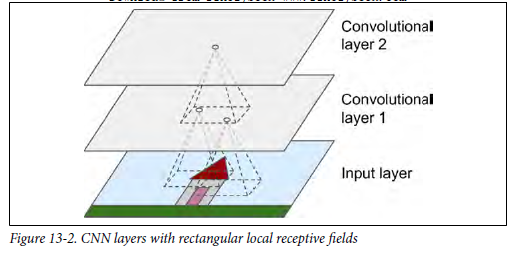 Convolutional
layer 2
Convolutional
layer 1
Input layer
Figure 13-2. CNN layers with rectangular local receptive fields